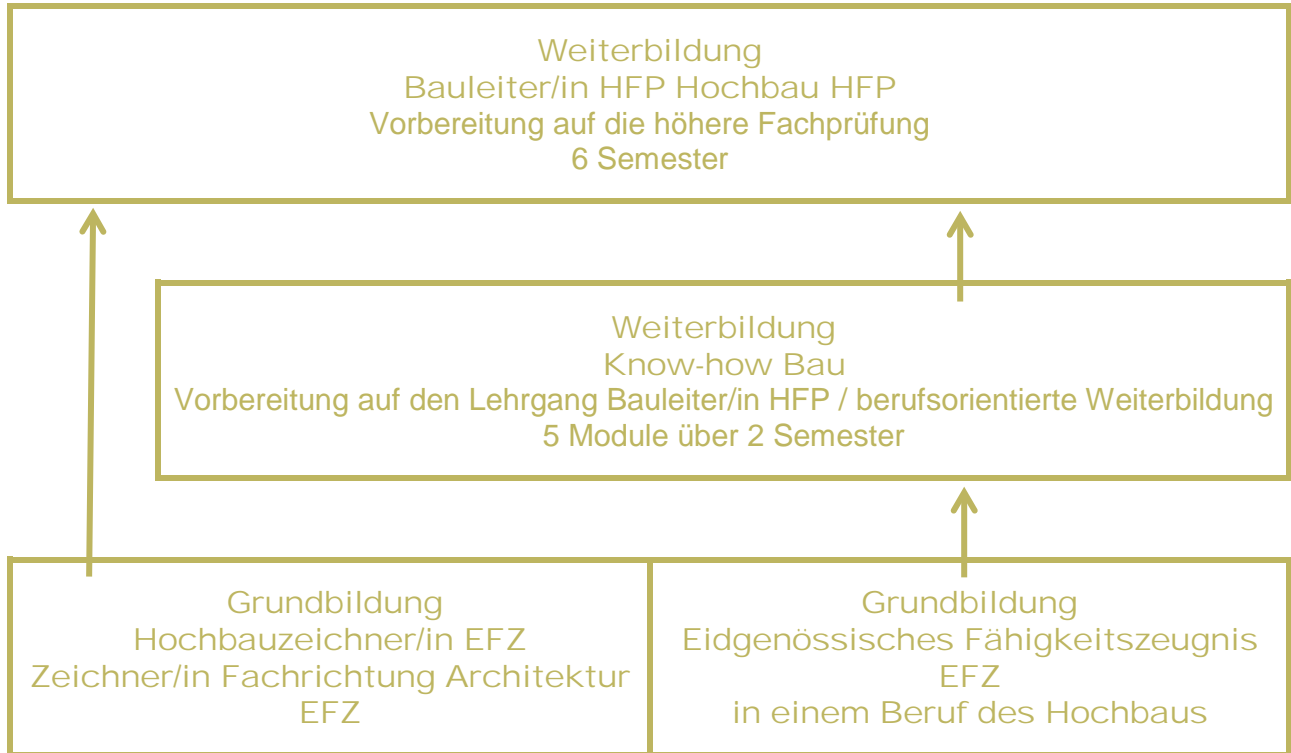 Weiterbildung
Bauleiter/in HFP Hochbau HFP
Vorbereitung auf die höhere Fachprüfung
6 Semester
Weiterbildung
Know-how Bau
Vorbereitung auf den Lehrgang Bauleiter/in HFP / berufsorientierte Weiterbildung
5 Module über 2 Semester
Grundbildung
Hochbauzeichner/in EFZ
Zeichner/in Fachrichtung Architektur
EFZ
Grundbildung
Eidgenössisches Fähigkeitszeugnis
EFZ
in einem Beruf des Hochbaus